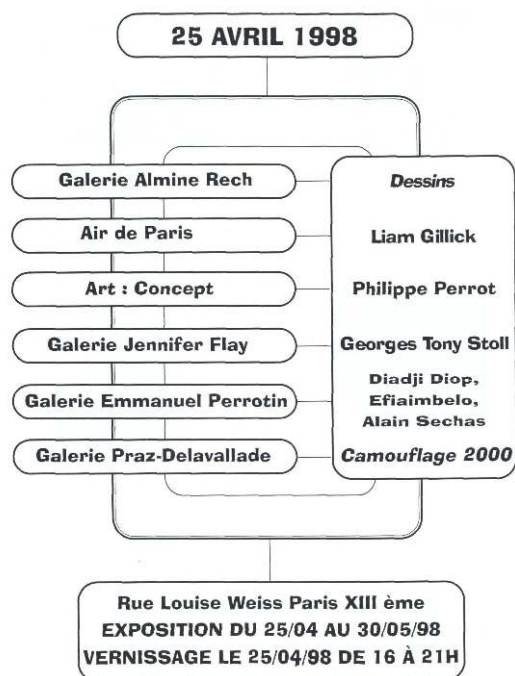 25 AVRIL 1998
Galerie Almine Rech
Dessins
Air de Paris
Liam Gillick
Art : Concept
Philippe Perrot
Galerie Jennifer Flay
Georges Tony Stoll
Galerie Emmanuel Perrotin
Diadji Diop,
Efiaimbelo,
Alain Sechas
Galerie Praz-Delavallade
Camouflage 2000
Rue Louise Weiss Paris XIII ème
EXPOSITION DU 25/04 AU 30/05/98
VERNISSAGE LE 25/04/98 DE 16 À 21H